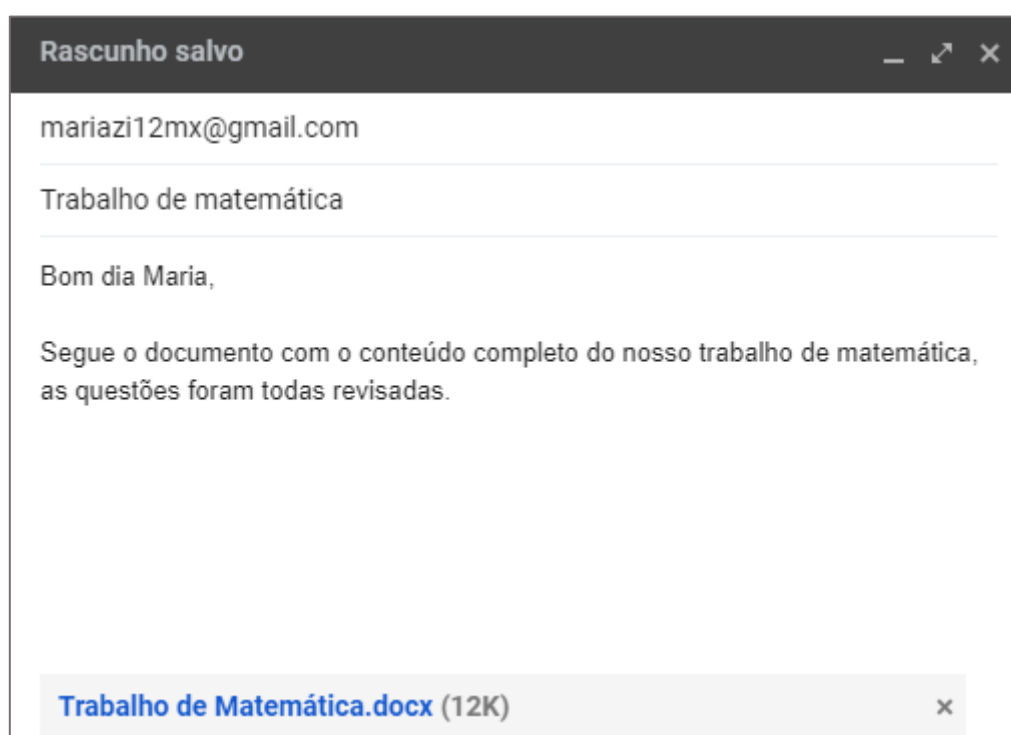 Rascunho salvo
mariazi12mx@gmail.com
Trabalho de matemática
Bom dia Maria,
Segue o documento com o conteúdo completo do nosso trabalho de matemática,
as questões foram todas revisadas.
Trabalho de Matemática.docx (12K)